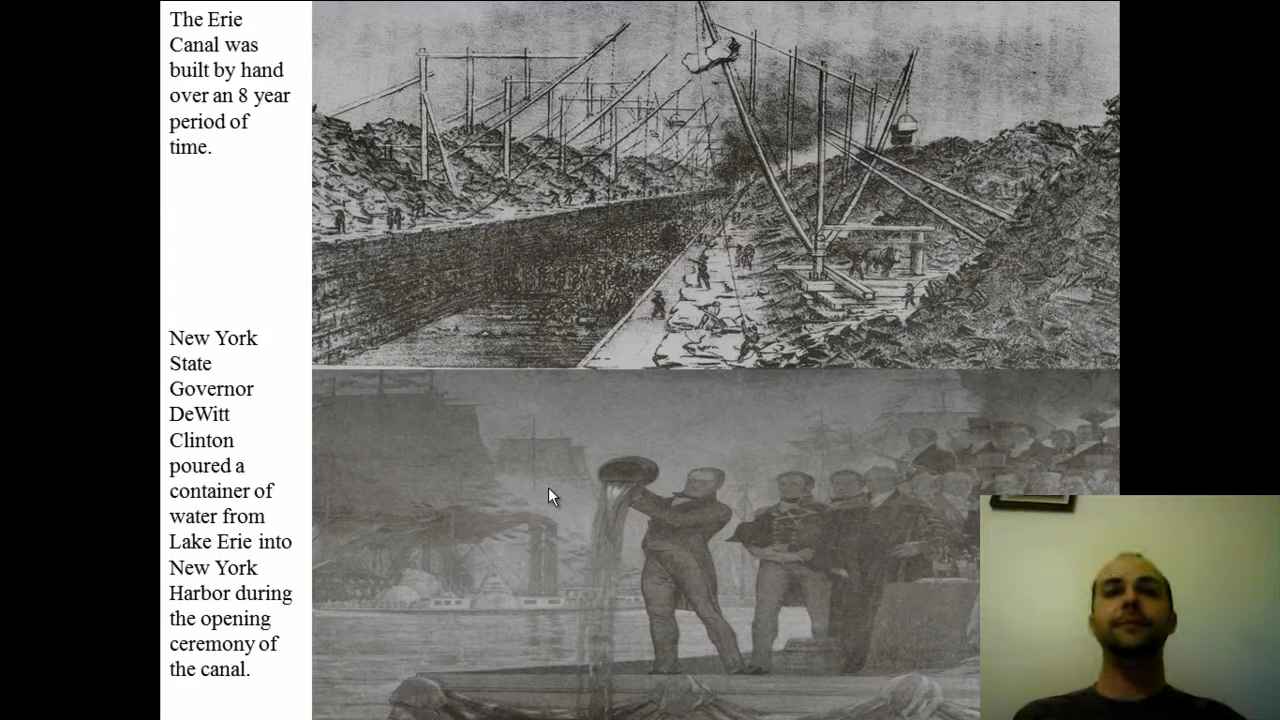 The Erie
Canal was
built by hand
over an 8 year
period of
time.
New York
State
Governor
DeWitt
Clinton
poured a
container of
water from
Lake Erie into
New York
Harbor during
the opening
ceremony of
the canal.